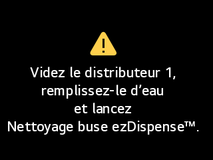 Videz le distributeur 1,
remplissez-le d’eau
et lancez
Nettoyage buse ezDispense™.